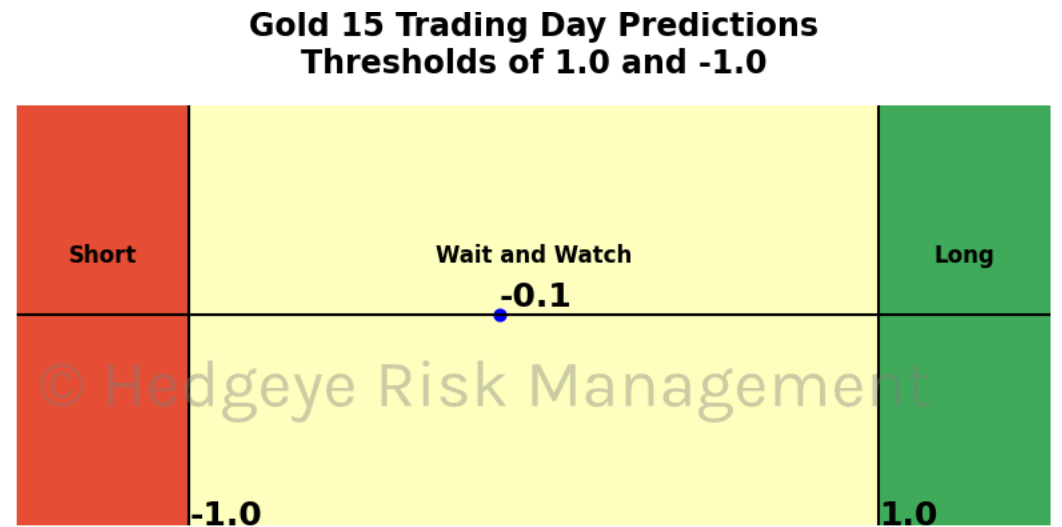 Gold 15 Trading Day Predictions
Thresholds of 1.0 and -1.0
Short
Wait and Watch
Long
-0.1
© Hedgeye Risk Management
-1.0
1.0